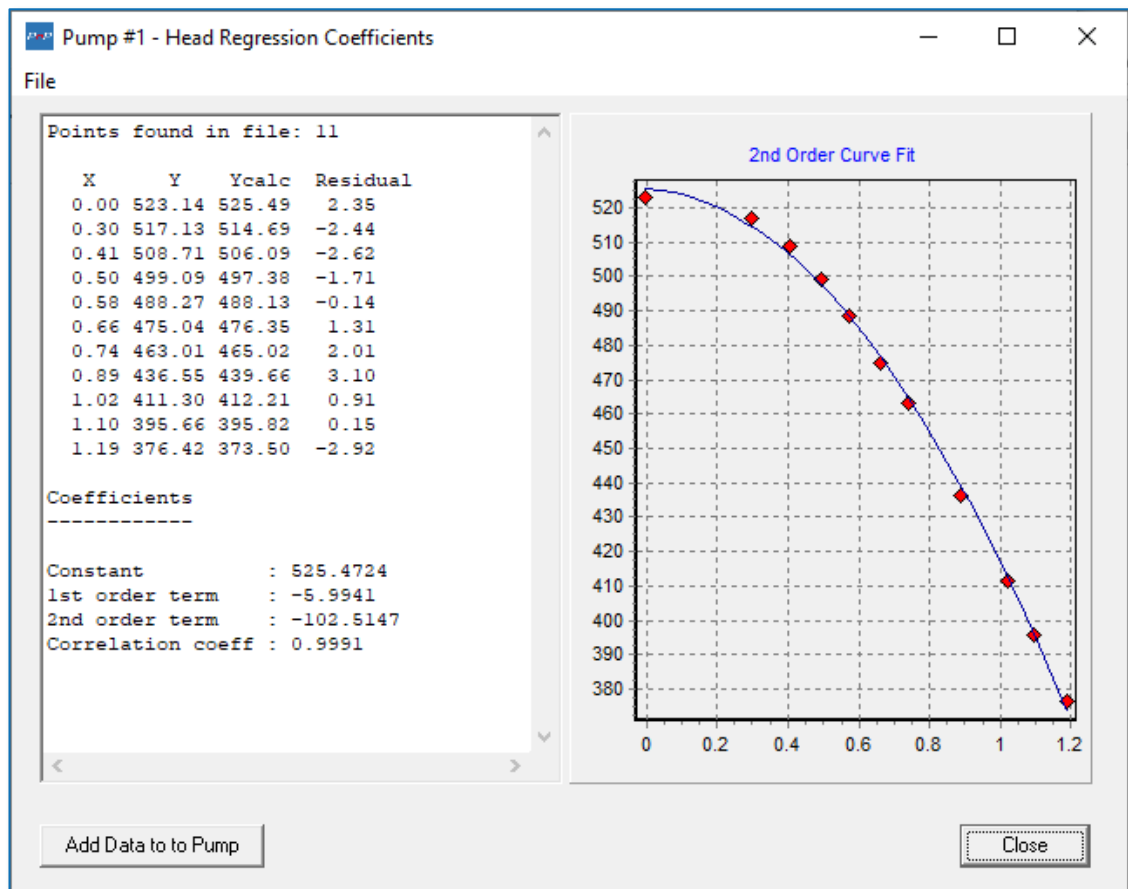 Pump #1 - Head Regression Coefficients
File
Points found in file: 11
X Y Ycalc Residual
0.00 523.14 525.49 2.35
0.30 517.13 514.69 -2.44
0.41 508.71 506.09 -2.62
0.50 499.09 497.38 -1.71
0.58 488.27 488.13 -0.14
0.66 475.04 476.35 1.31
0.74 463.01 465.02 2.01
0.89 436.55 439.66 3.10
1.02 411.30 412.21 0.91
1.10 395.66 395.82 0.15
1.19 376.42 373.50 -2.92
Coefficients
------------
Constant : 525.4724
1st order term : -5.9941
2nd order term : -102.5147
Correlation coeff : 0.9991
2nd Order Curve Fit
520
510
500
490
480
470
460
450
440
430
420
410
400
390
380
0 0.2 0.4 0.6 0.8 1 1.2
Add Data to to Pump
Close